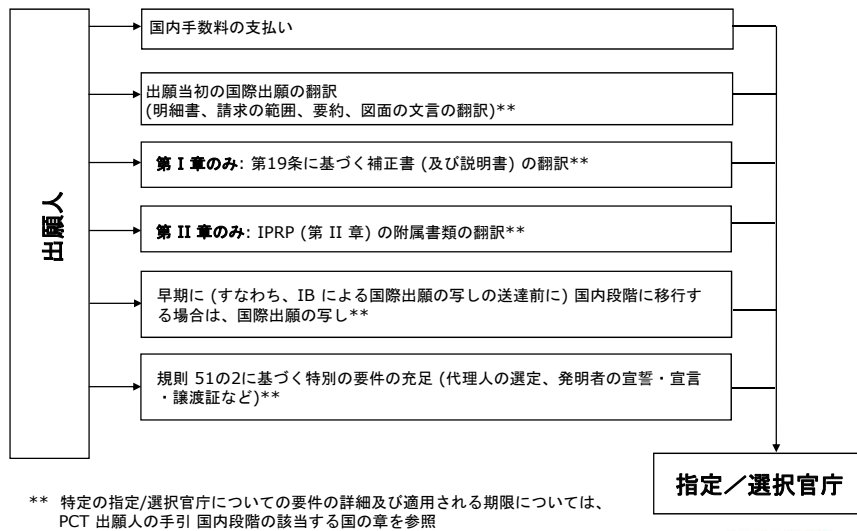 国内手数料の支払い
出願当初の国際出願の翻訳
(明細書、請求の範囲、要約、図面の文言の翻訳)**
第 I 章のみ: 第19条に基づく補正書 (及び説明書) の翻訳**
出願人
第 II 章のみ: IPRP (第 II 章) の附属書類の翻訳**
早期に (すなわち、IB による国際出願の写しの送達前に) 国内段階に移行す
る場合は、国際出願の写し**
規則 51の2に基づく特別の要件の充足 (代理人の選定、発明者の宣誓・宣言
・譲渡証など)**
指定／選択官庁
** 特定の指定/選択官庁についての要件の詳細及び適用される期限については、
PCT 出願人の手引 国内段階の該当する国の章を参照